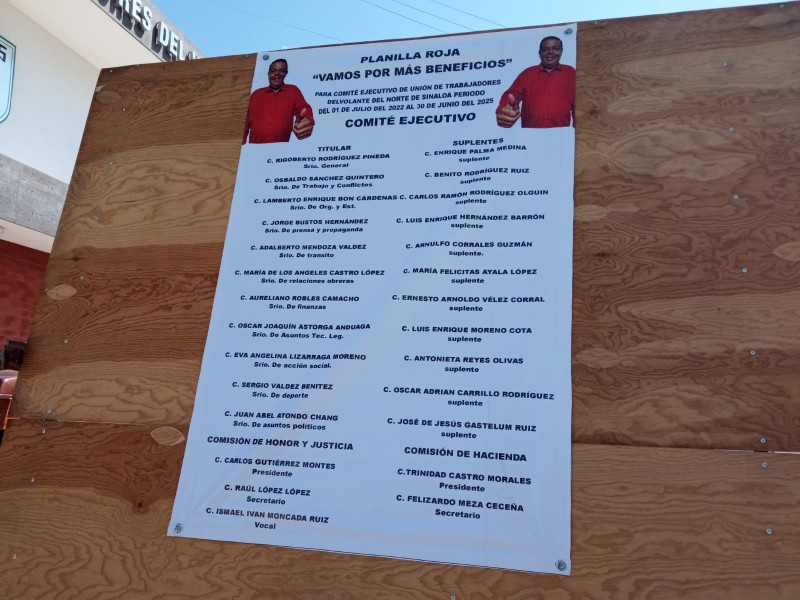 RES DEL
S
PLANILLA ROJA
“VAMOS POR MÁS BENEFICIOS”
PARA COMITÉ EJECUTIVO DE UNIÓN DE TRABAJADORES
DELVOLANTE DEL NORTE DE SINALOA PERIODO
DEL 01 DE JULIO DEL 2022 AL 30 DE JUNIO DEL 2025
COMITÉ EJECUTIVO
TITULAR
C. RIGOBERTO RODRÍGUEZ PINEDA
Srio. General
C. OSBALDO SÁNCHEZ QUINTERO
Srio. De Trabajo y Conflictos
C. LAMBERTO ENRIQUE BON CÁRDENAS
Srio. De Org. y Est.
C. JORGE BUSTOS HERNÁNDEZ
Srio. De prensa y propaganda
C. ADALBERTO MENDOZA VALDEZ
Srio. De transito
C. MARÍA DE LOS ANGELES CASTRO LÓPEZ
Srio. De relaciones obreras
C. AURELIANO ROBLES CAMACHO
Srio. De finanzas
C. OSCAR JOAQUÍN ASTORGA ANDUAGA
Srio. De Asuntos Tec. Leg.
C. EVA ANGELINA LIZARRAGA MORENO
Srio. De acción social.
C. SERGIO VALDEZ BENITEZ
Srio. De deporte
C. JUAN ABEL ATONDO CHANG
Srio. De asuntos políticos
SUPLENTES
C. ENRIQUE PALMA MEDINA
suplente
C. BENITO RODRÍGUEZ RUIZ
suplente
C. CARLOS RAMÓN RODRÍGUEZ OLGUIN
suplente
C. LUIS ENRIQUE HERNÁNDEZ BARRÓN
suplente
C. ARNULFO CORRALES GUZMÁN
suplente.
C. MARÍA FELICITAS AYALA LÓPEZ
suplente
C. ERNESTO ARNOLDO VÉLEZ CORRAL
suplente
C. LUIS ENRIQUE MORENO COTA
suplente
C. ANTONIETA REYES OLIVAS
suplente
C. OSCAR ADRIAN CARRILLO RODRÍGUEZ
suplente
C. JOSÉ DE JESÚS GASTELUM RUIZ
suplente
COMISIÓN DE HONOR Y JUSTICIA
C. CARLOS GUTIÉRREZ MONTES
Presidente
C. RAÚL LÓPEZ LÓPEZ
Secretario
C. ISMAEL IVAN MONCADA RUIZ
Vocal
COMISIÓN DE HACIENDA
C.TRINIDAD CASTRO MORALES
Presidente
C. FELIZARDO MEZA CECEÑA
Secretario